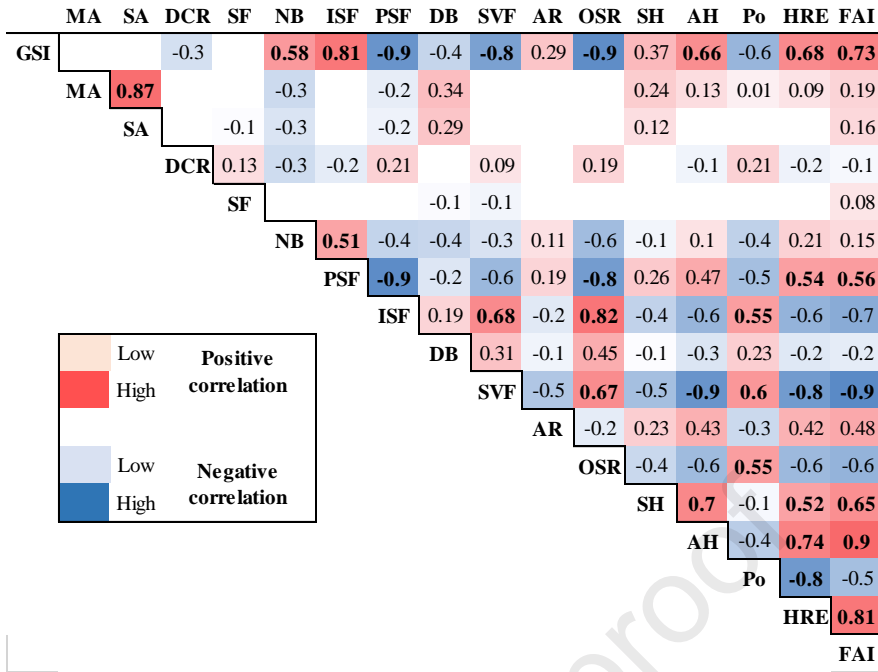 MA SA DCR SF NB ISF PSF DB SVF AR OSR SH AH Po HRE FAI
GSI -0.3 0.58 0.81 -0.9 -0.4 -0.8 0.29 -0.9 0.37 0.66 -0.6 0.68 0.73
MA 0.87 -0.3 -0.2 0.34 0.24 0.13 0.01 0.09 0.19
SA -0.1 -0.3 -0.2 0.29 0.12 0.16
DCR 0.13 -0.3 -0.2 0.21 0.09 0.19 -0.1 0.21 -0.2 -0.1
SF -0.1 -0.1 0.08
NB 0.51 -0.4 -0.4 -0.3 0.11 -0.6 -0.1 0.1 -0.4 0.21 0.15
PSF -0.9 -0.2 -0.6 0.19 -0.8 0.26 0.47 -0.5 0.54 0.56
ISF 0.19 0.68 -0.2 0.82 -0.4 -0.6 0.55 -0.6 -0.7
DB 0.31 -0.1 0.45 -0.1 -0.3 0.23 -0.2 -0.2
SVF -0.5 0.67 -0.5 -0.9 0.6 -0.8 -0.9
AR -0.2 0.23 0.43 -0.3 0.42 0.48
OSR -0.4 -0.6 0.55 -0.6 -0.6
SH 0.7 -0.1 0.52 0.65
AH -0.4 0.74 0.9
Po -0.8 -0.5
HRE 0.81
FAI
Low
High
Positive
correlation
Low
High
Negative
correlation
proof